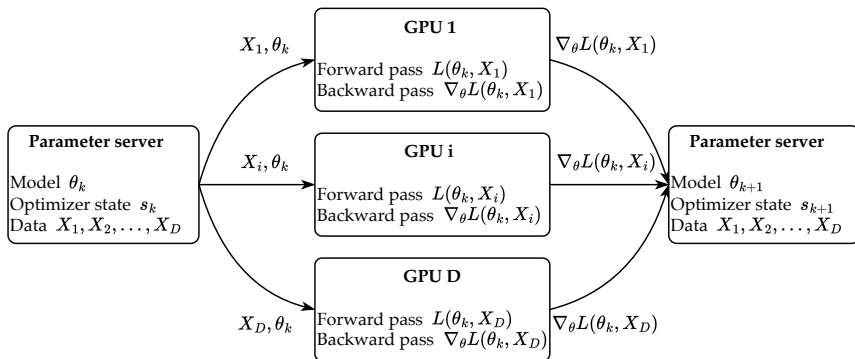 Parameter server
Model θ_k
Optimizer state s_k
Data X_1, X_2, ..., X_D
X_1, θ_k
X_i, θ_k
X_D, θ_k
GPU 1
Forward pass L(θ_k, X_1)
Backward pass ∇_θL(θ_k, X_1)
GPU i
Forward pass L(θ_k, X_i)
Backward pass ∇_θL(θ_k, X_i)
GPU D
Forward pass L(θ_k, X_D)
Backward pass ∇_θL(θ_k, X_D)
∇_θL(θ_k, X_1)
∇_θL(θ_k, X_i)
∇_θL(θ_k, X_D)
Parameter server
Model θ_{k+1}
Optimizer state s_{k+1}
Data X_1, X_2, ..., X_D